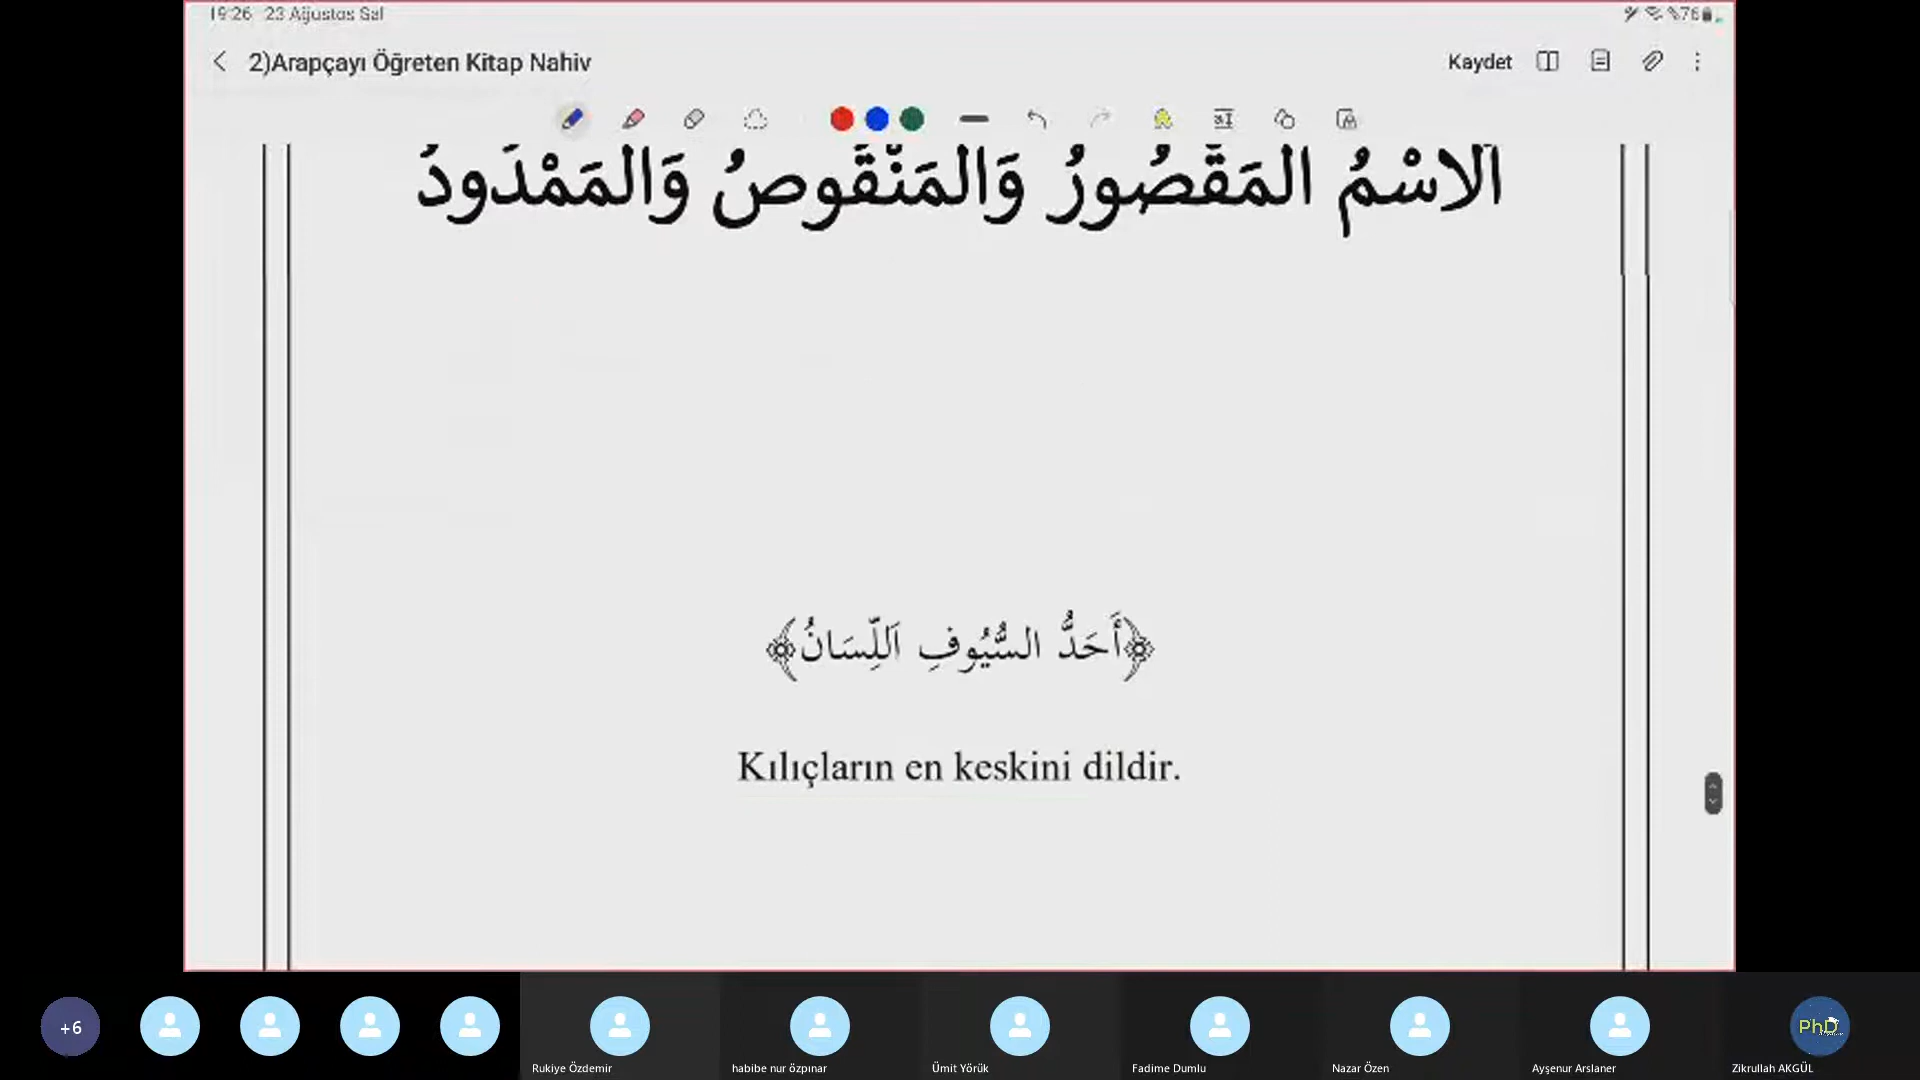 19:26 23 Ağustos Sal
%76
2)Arapçayı Öğreten Kitap Nahiv
Kaydet
الاسْمُ المَقْصُورُ وَالمَنْقُوصُ وَالمَمْدُودُ
﴿أَحَدُّ السُّيُوفِ اَللِّسَانُ﴾
Kılıçların en keskini dildir.
+6
PhD
Rukiye Özdemir
habibe nur özpınar
Ümit Yörük
Fadime Dumlu
Nazar Özen
Ayşenur Arslaner
Zikrullah AKGÜL